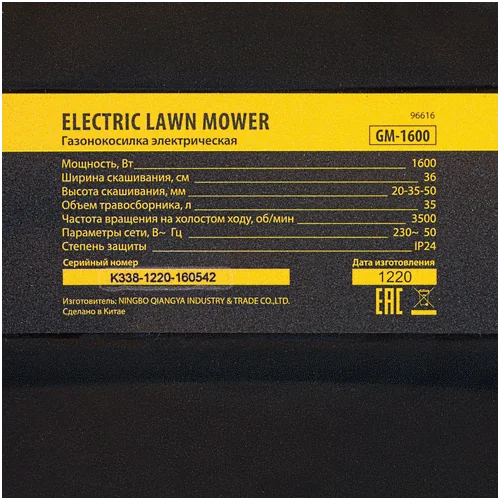 96616
ELECTRIC LAWN MOWER
Газонокосилка электрическая
GM-1600
Мощность, Вт 1600
Ширина скашивания, см 36
Высота скашивания, мм 20-35-50
Объем травосборника, л 35
Частота вращения на холостом ходу, об/мин 3500
Параметры сети, В~ Гц 230~ 50
Степень защиты IP24
Серийный номер Дата изготовления
K338-1220-160542 1220
Изготовитель: NINGBO QIANGYA INDUSTRY & TRADE CO.,LTD.
Сделано в Китае
EAC